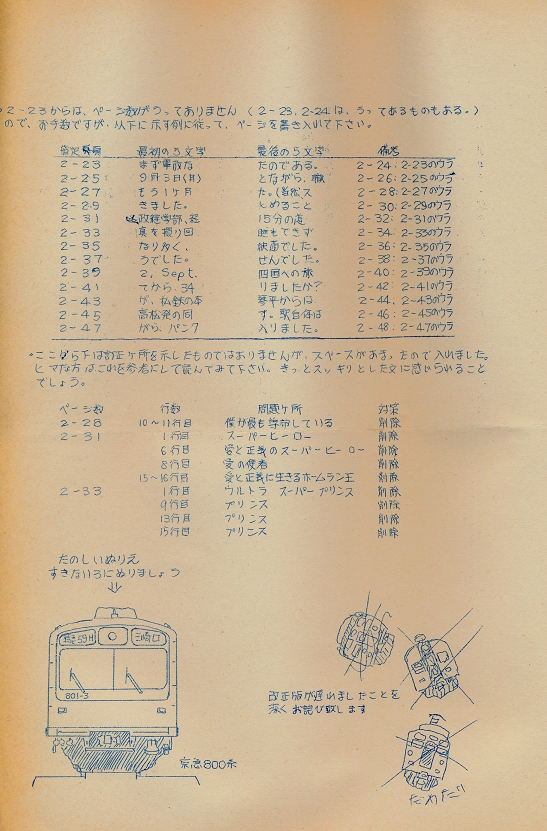 。2-23からは、ページ数がうってありません（2-23, 2-24は、うってあるものもある。）
ので、お手数ですが、以下に示す例に従って、ページを書き入れて下さい。
最初の5文字 最後の5文字 備考
2-23 まず車故な たのである。 2-24:2-23のウラ
2-25 9月3日(月) とながら、 2-26:2-25のウラ
2-27 もう1ヶ月 た。 2-28:2-27のウラ
2-29 きました。 とめること 2-30:2-29のウラ
2-31 政経学部、起 15分の遅 2-32:2-31のウラ
2-33 真を撮り回 睡もできず 2-34:2-33のウラ
2-35 なり多く、 快適でした。 2-36:2-35のウラ
2-37 うでした。 せんでした。 2-38:2-37のウラ
2-39 2. Sept. 四国への旅 2-40:2-39のウラ
2-41 てから、34 りましたか? 2-42:2-41のウラ
2-43 が、私鉄の本 琴平からは 2-44:2-43のウラ
2-45 高松発の同 す。駅自体は 2-46:2-45のウラ
2-47 がら、パンク 入りました。 2-48:2-47のウラ
。ここから下は訂正ヶ所を示したものではありませんが、スペースがあまったので入れました。
ヒマな方はこれを参考にして読んでみて下さい。きっとスッキリとした文に感じられること
でしょう。
ページ数 行数 問題ヶ所 対策
2-28 10~11行目 僕が最も尊敬している 削除
2-31 1行目 スーパーヒーロー 削除
6行目 愛と正義のスーパーヒーロー 削除
8行目 愛の使者 削除
15~16行目 愛と正義に生きるホームラン王 削除
2-33 1行目 ウルトラ スーパープリンス 削除
9行目 プリンス 削除
13行目 プリンス 削除
15行目 プリンス 削除
たのしいぬりえ
すきないろにぬりましょう
三崎口
801-3
京急800系
改正版が遅れましたことを
深くお詫び致します
だめだ!